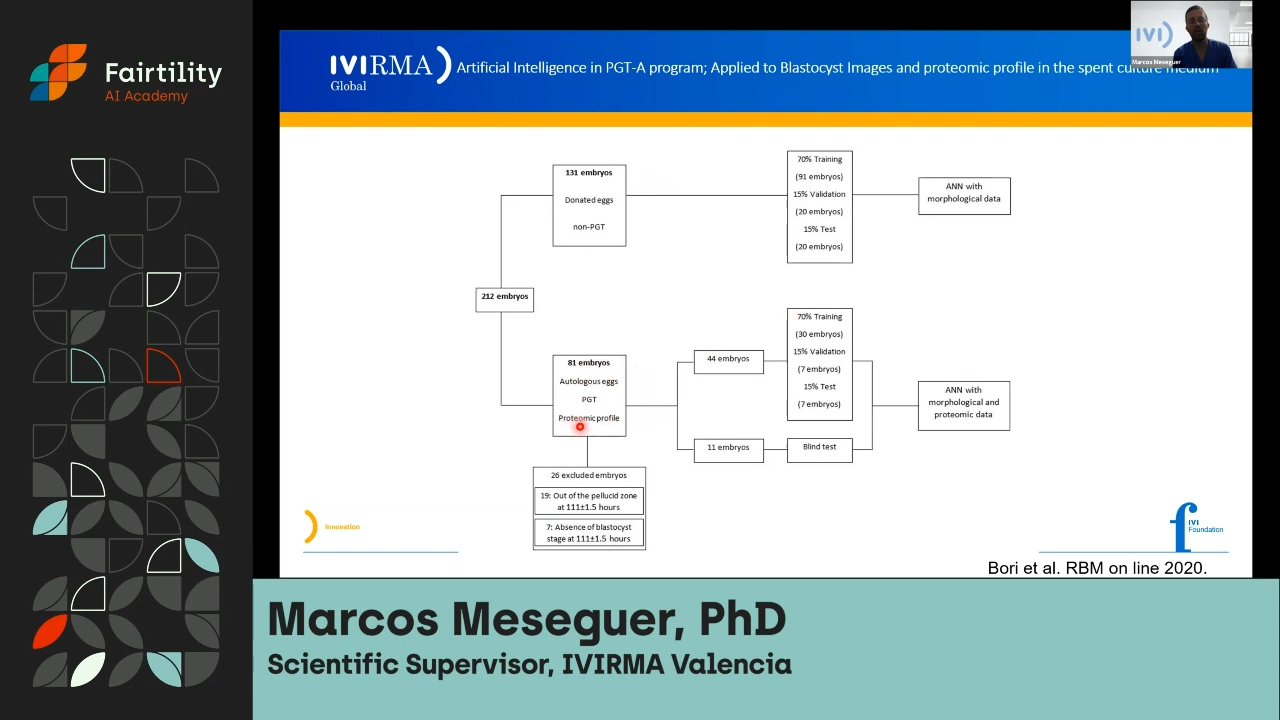 Fairtility
AI Academy
IVIRMA
Global
Artificial Intelligence in PGT-A program; Applied to Blastocyst Images and proteomic profile in the spent culture medium
IVI
Marcos Meseguer
212 embryos
131 embryos
Donated eggs
non-PGT
70% Training
(91 embryos)
15% Validation
(20 embryos)
15% Test
(20 embryos)
ANN with
morphological data
81 embryos
Autologous eggs
PGT
Proteomic profile
26 excluded embryos
19: Out of the pellucid zone
at 111±1.5 hours
7: Absence of blastocyst
stage at 111±1.5 hours
44 embryos
70% Training
(30 embryos)
15% Validation
(7 embryos)
15% Test
(7 embryos)
11 embryos
Blind test
ANN with
morphological and
proteomic data
Innovation
IVI
Foundation
Bori et al. RBM on line 2020.
Marcos Meseguer, PhD
Scientific Supervisor, IVIRMA Valencia